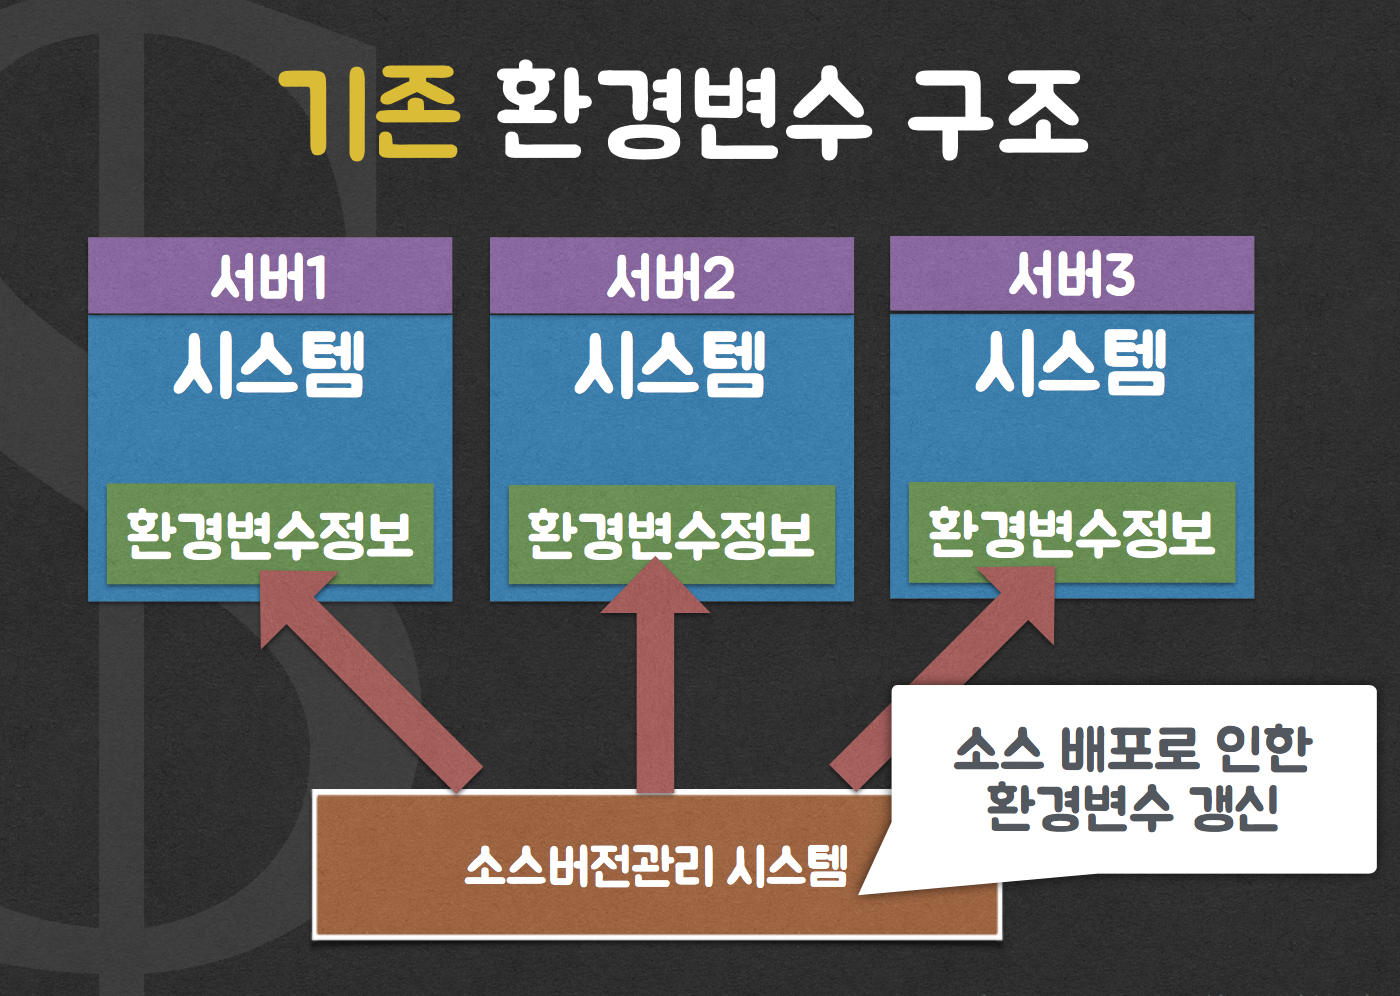 기존 환경변수 구조
서버1
시스템
환경변수정보
서버2
시스템
환경변수정보
서버3
시스템
환경변수정보
소스 배포로 인한
환경변수 갱신
소스버전관리 시스템